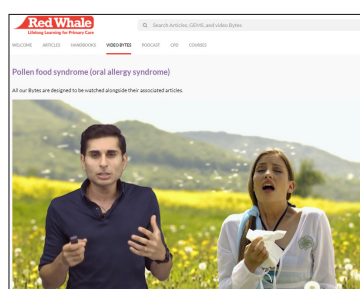 Red Whale
Lifelong Learning for Primary Care
Search Articles, GEMS, and video Bytes
WELCOME ARTICLES HANDBOOKS VIDEO BYTES PODCAST CPD COURSES
Pollen food syndrome (oral allergy syndrome)
All our Bytes are designed to be watched alongside their associated articles.